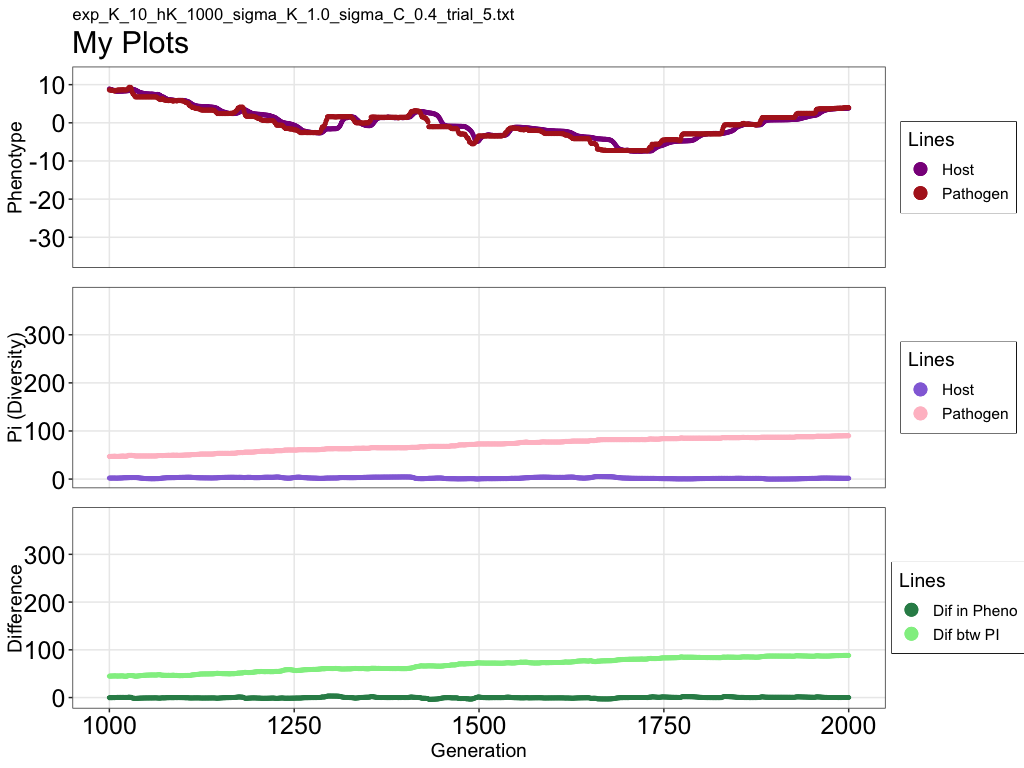 exp_K_10_hK_1000_sigma_K_1.0_sigma_C_0.4_trial_5.txt
My Plots
Phenotype
10
0
-10
-20
-30
Lines
Host
Pathogen
Pi (Diversity)
300
200
100
0
Lines
Host
Pathogen
Difference
300
200
100
0
Lines
Dif in Pheno
Dif btw PI
1000 1250 1500 1750 2000
Generation